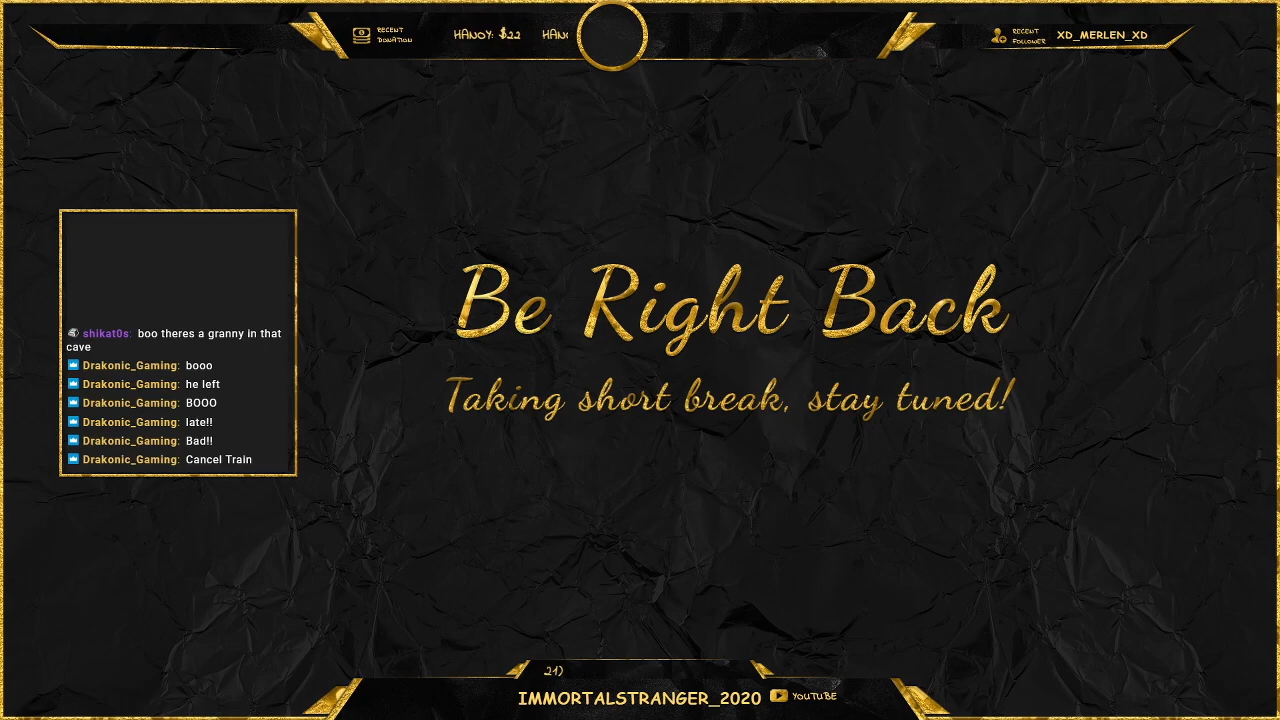 RECENT
DONATION
HANOY: $22 HAN
RECENT
FOLLOWER
XD_MERLEN_XD
Be Right Back
Taking short break, stay tuned!
shikat0s: boo theres a granny in that
cave
Drakonic_Gaming: booo
Drakonic_Gaming: he left
Drakonic_Gaming: BOOO
Drakonic_Gaming: late!!
Drakonic_Gaming: Bad!!
Drakonic_Gaming: Cancel Train
21)
IMMORTALSTRANGER_2020 YOUTUBE